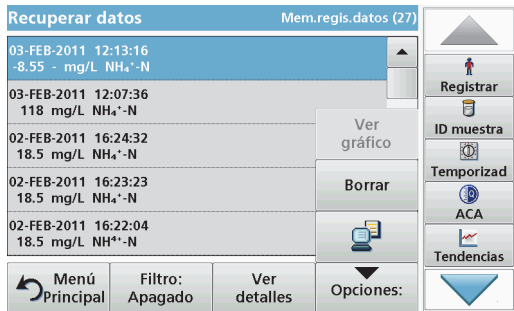 Recuperar datos Mem.regis.datos (27)
03-FEB-2011 12:13:16
-8.55 - mg/L NH₄⁺-N
03-FEB-2011 12:07:36
118 mg/L NH₄⁺-N
02-FEB-2011 16:24:32
18.5 mg/L NH₄⁺-N
02-FEB-2011 16:23:23
18.5 mg/L NH₄⁺-N
02-FEB-2011 16:22:04
18.5 mg/L NH⁴⁺-N
Ver
gráfico
Borrar
Menú
Principal
Filtro:
Apagado
Ver
detalles
Opciones:
Registrar
ID muestra
Temporizad
ACA
Tendencias